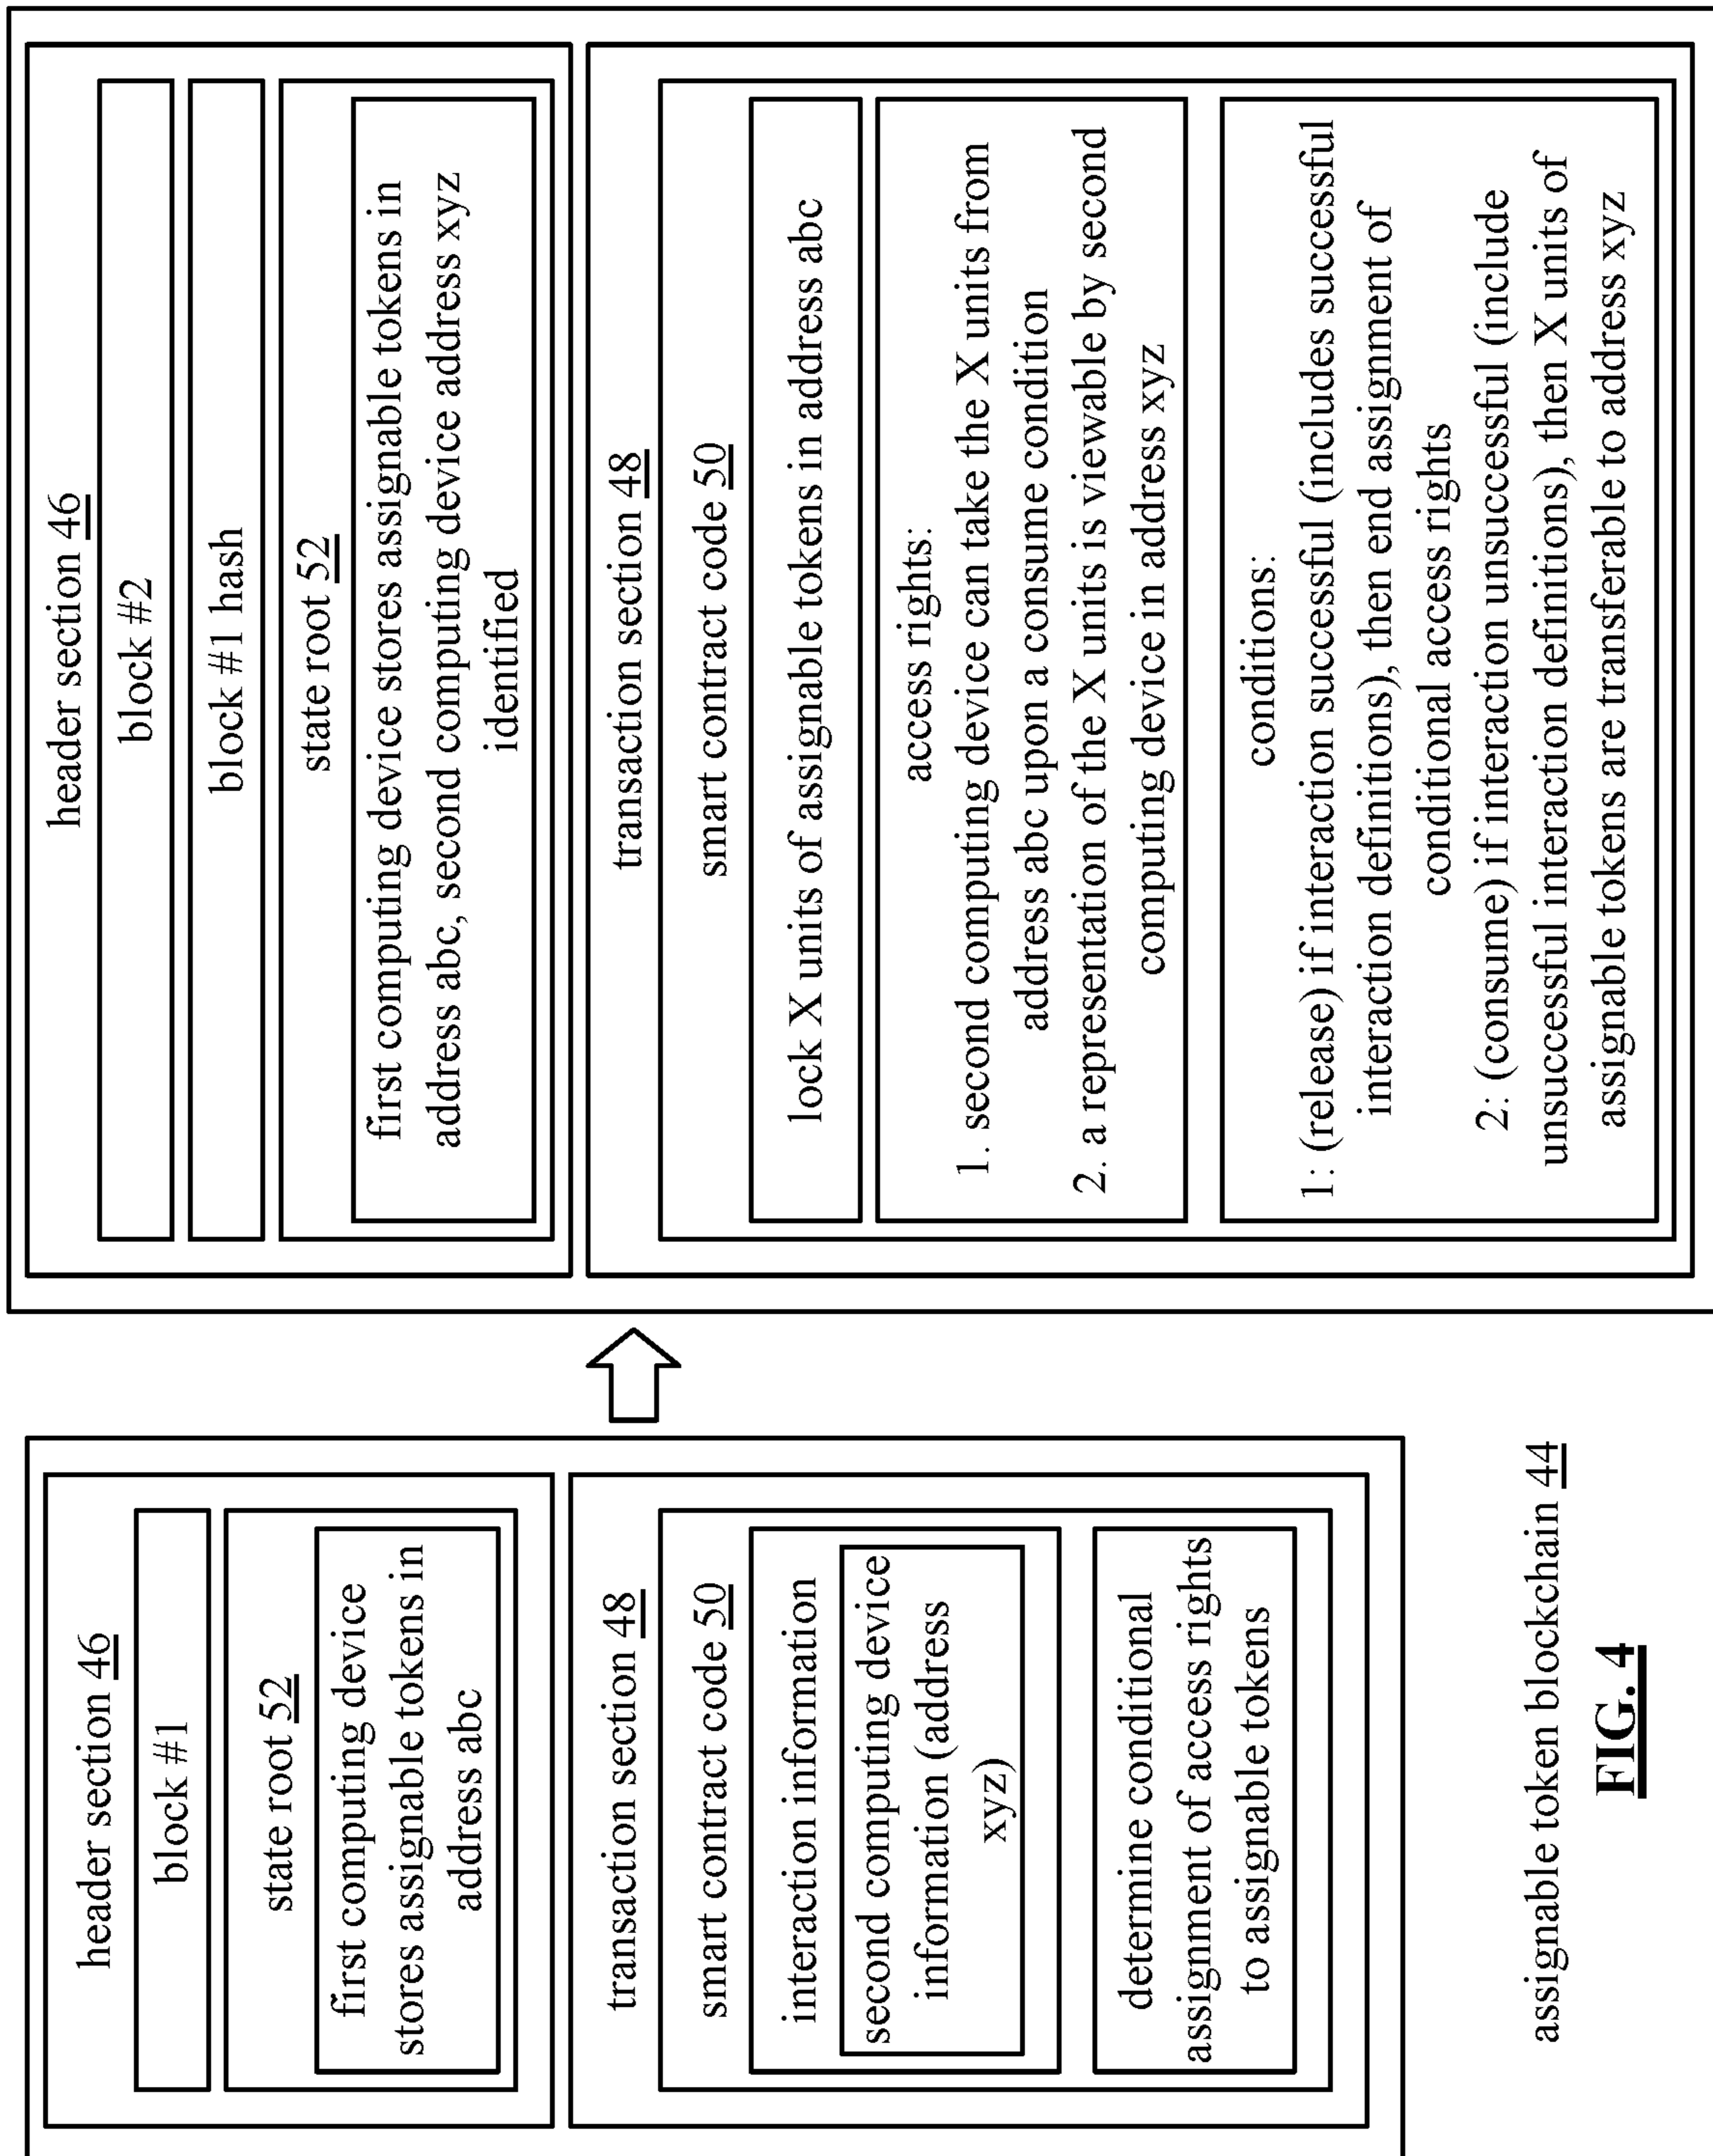 header section 46
block #1
state root 52
first computing device
stores assignable tokens in
address abc
transaction section 48
smart contract code 50
interaction information
second computing device
information (address
xyz)
determine conditional
assignment of access rights
to assignable tokens
header section 46
block #2
block #1 hash
state root 52
first computing device stores assignable tokens in
address abc, second computing device address xyz
identified
transaction section 48
smart contract code 50
lock X units of assignable tokens in address abc
access rights:
1. second computing device can take the X units from
address abc upon a consume condition
2. a representation of the X units is viewable by second
computing device in address xyz
conditions:
1: (release) if interaction successful (includes successful
interaction definitions), then end assignment of
conditional access rights
2: (consume) if interaction unsuccessful (include
unsuccessful interaction definitions), then X units of
assignable tokens are transferable to address xyz
assignable token blockchain 44
FIG. 4